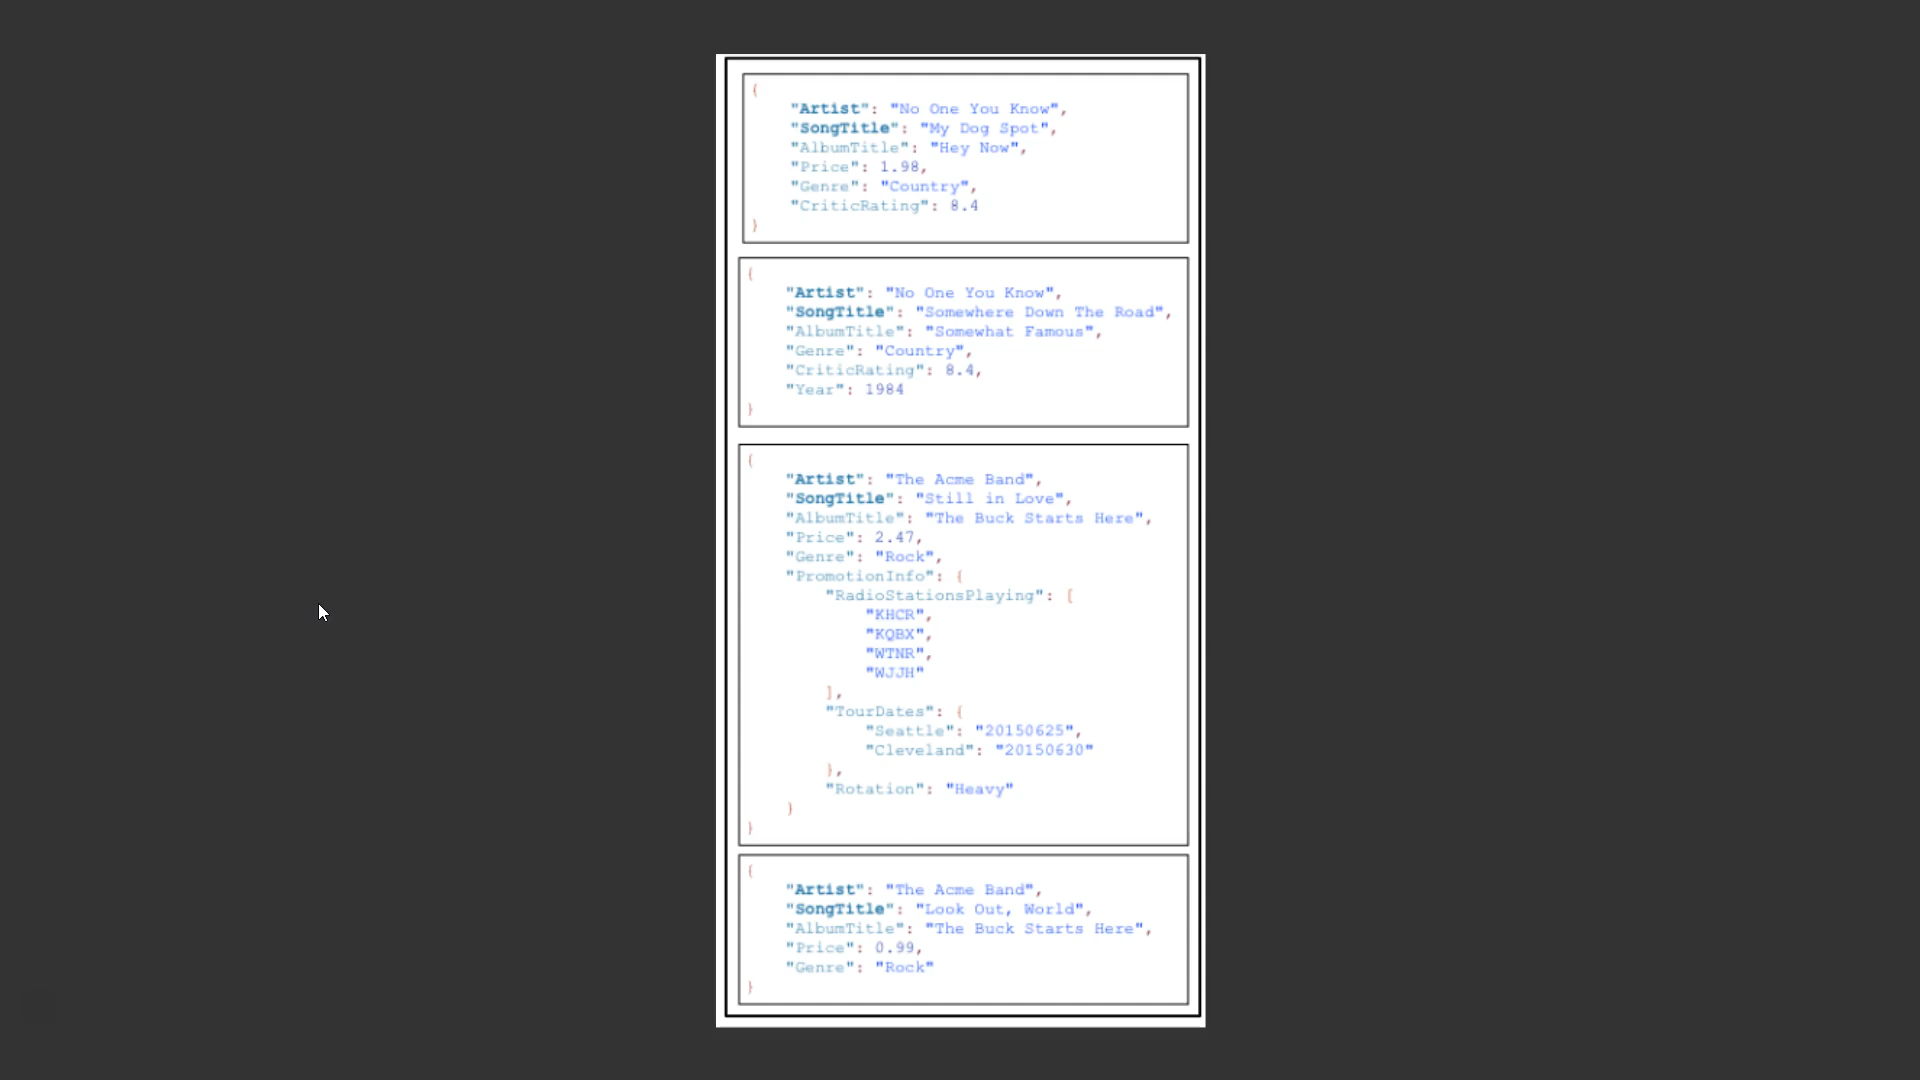 {
"Artist": "No One You Know",
"SongTitle": "My Dog Spot",
"AlbumTitle": "Hey Now",
"Price": 1.98,
"Genre": "Country",
"CriticRating": 8.4
}
{
"Artist": "No One You Know",
"SongTitle": "Somewhere Down The Road",
"AlbumTitle": "Somewhat Famous",
"Genre": "Country",
"CriticRating": 8.4,
"Year": 1984
}
{
"Artist": "The Acme Band",
"SongTitle": "Still in Love",
"AlbumTitle": "The Buck Starts Here",
"Price": 2.47,
"Genre": "Rock",
"PromotionInfo": {
"RadioStationsPlaying": [
"KHCR",
"KQBX",
"WTNR",
"WJJH"
],
"TourDates": {
"Seattle": "20150625",
"Cleveland": "20150630"
},
"Rotation": "Heavy"
}
}
{
"Artist": "The Acme Band",
"SongTitle": "Look Out, World",
"AlbumTitle": "The Buck Starts Here",
"Price": 0.99,
"Genre": "Rock"
}